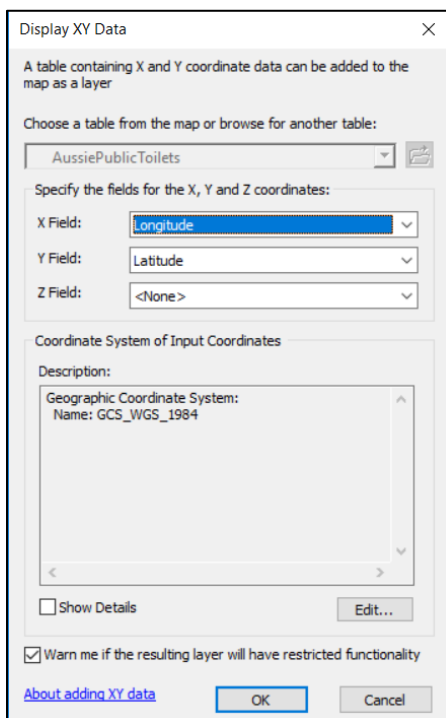 Display XY Data
A table containing X and Y coordinate data can be added to the
map as a layer
Choose a table from the map or browse for another table:
AussiePublicToilets
Specify the fields for the X, Y and Z coordinates:
X Field:
Longitude
Y Field:
Latitude
Z Field:
<None>
Coordinate System of Input Coordinates
Description:
Geographic Coordinate System:
Name: GCS_WGS_1984
Show Details
Edit...
Warn me if the resulting layer will have restricted functionality
About adding XY data
OK
Cancel